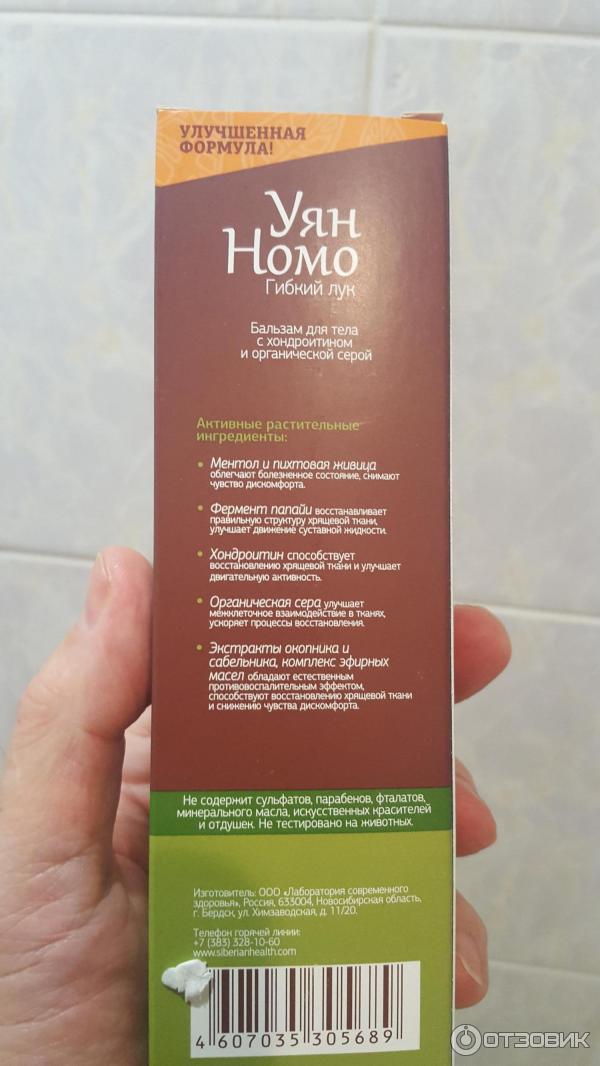 УЛУЧШЕННАЯ
ФОРМУЛА!
Уян
Номо
Гибкий лук
Бальзам для тела
с хондроитином
и органической серой
Активные растительные
ингредиенты:
• Ментол и пихтовая живица
облегчают болезненное состояние, снимают
чувство дискомфорта.
• Фермент папайи восстанавливает
правильную структуру хрящевой ткани,
улучшает движение суставной жидкости.
• Хондроитин способствует
восстановлению хрящевой ткани и улучшает
двигательную активность.
• Органическая сера улучшает
межклеточное взаимодействие в тканях,
ускоряет процессы восстановления.
• Экстракты окопника и
сабельника, комплекс эфирных
масел обладают естественным
противовоспалительным эффектом,
способствуют восстановлению хрящевой ткани
и снижению чувства дискомфорта.
Не содержит сульфатов, парабенов, фталатов,
минерального масла, искусственных красителей
и отдушек. Не тестировано на животных.
Изготовитель: ООО «Лаборатория современного
здоровья», Россия, 633004, Новосибирская область,
г. Бердск, ул. Химзаводская, д. 11/20.
Телефон горячей линии:
+7 (383) 328-10-60
www.siberianhealth.com
4 607035 305689
ОТЗОВИК